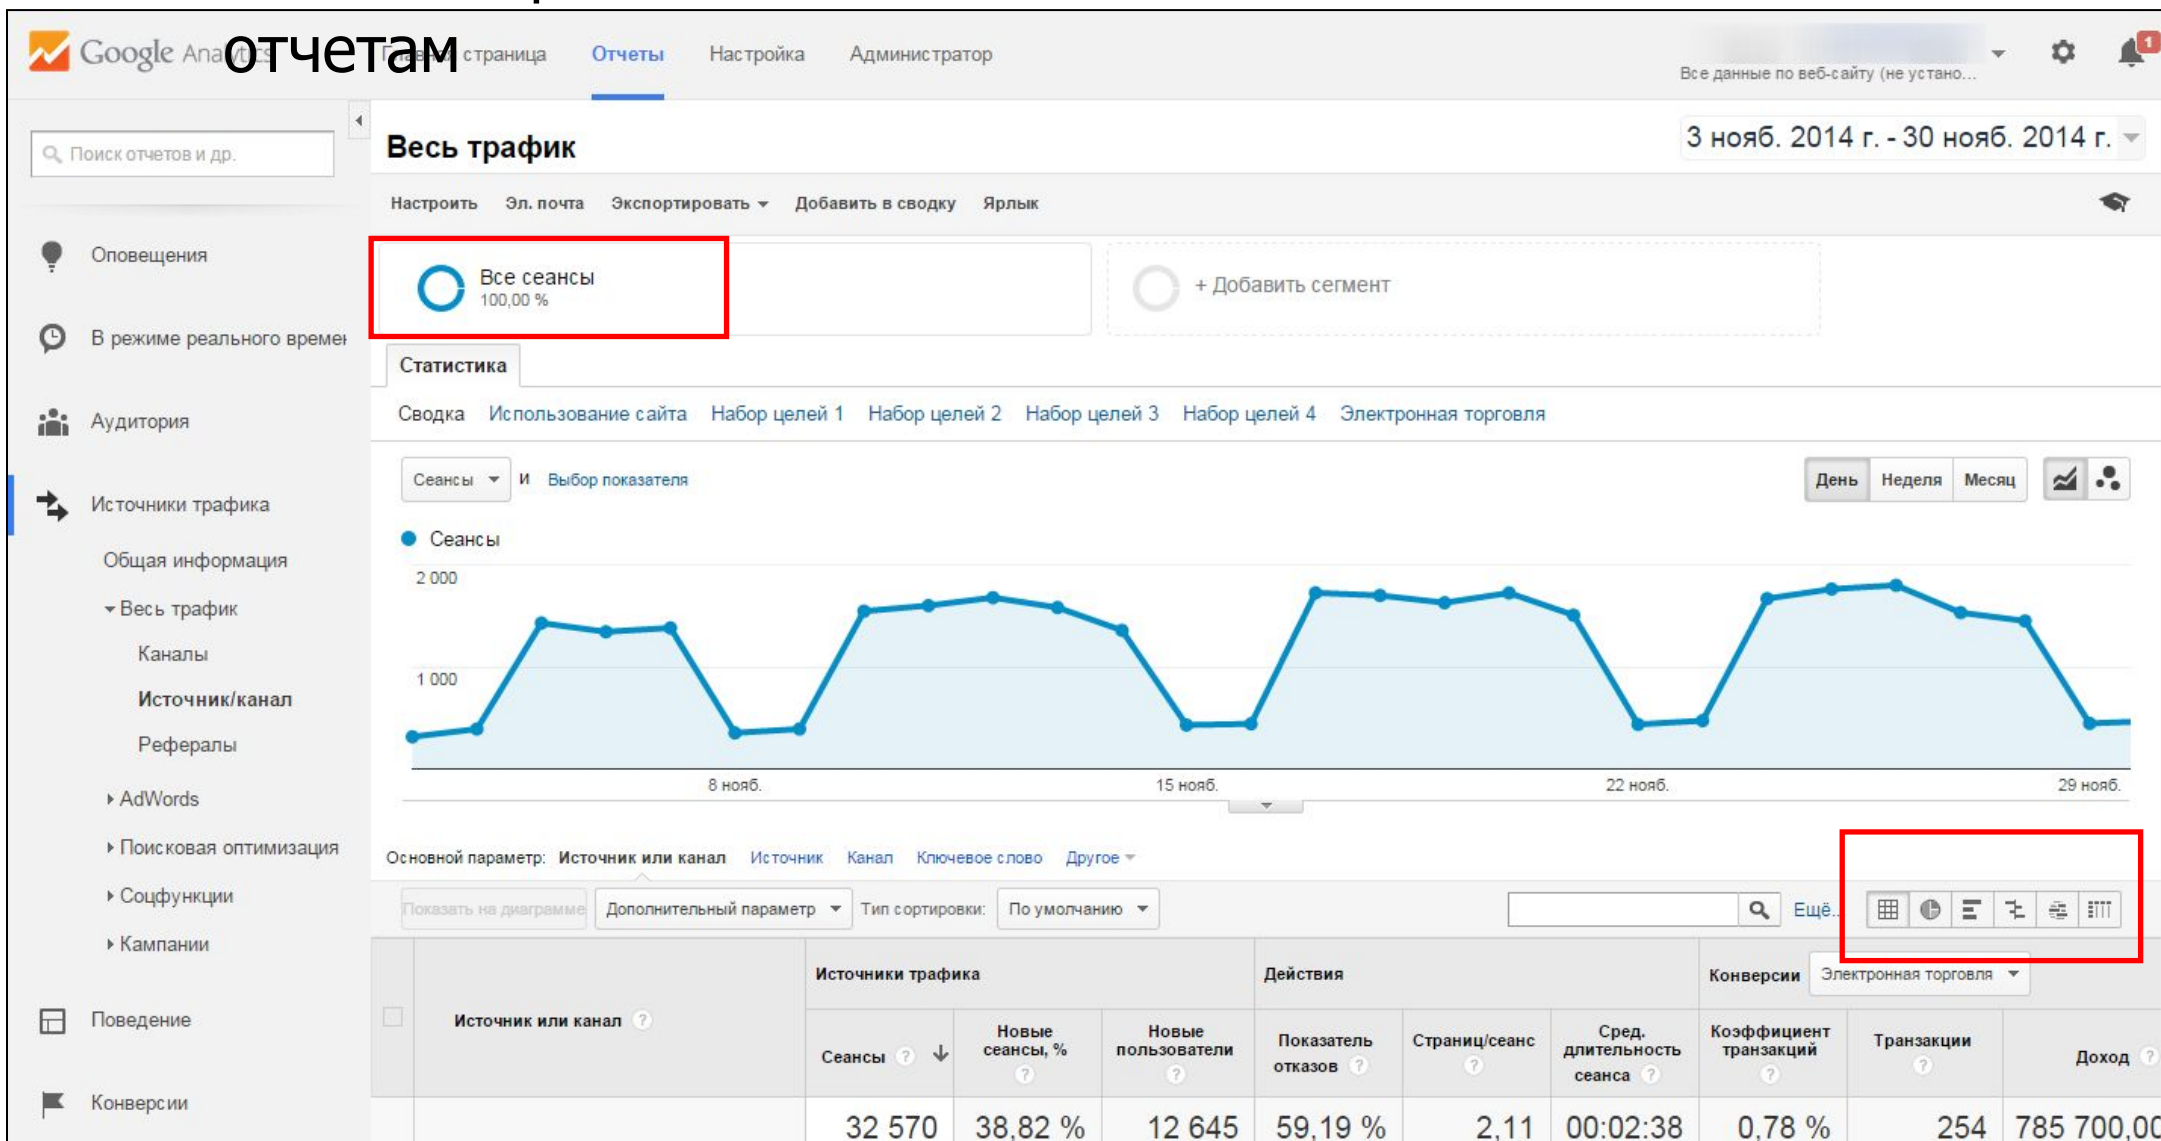 отчетам
Google Analytics Главная страница Отчеты Настройка Администратор
Все данные по веб-сайту (не устано...
1
Поиск отчетов и др.
Весь трафик
3 нояб. 2014 г. - 30 нояб. 2014 г.
Настроить Эл. почта Экспортировать Добавить в сводку Ярлык
Оповещения
Все сеансы
100,00 %
+ Добавить сегмент
В режиме реального времен
Статистика
Аудитория
Сводка Использование сайта Набор целей 1 Набор целей 2 Набор целей 3 Набор целей 4 Электронная торговля
Сеансы И Выбор показателя
День Неделя Месяц
Источники трафика
Сеансы
Общая информация
2 000
Весь трафик
Каналы
1 000
Источник/канал
Рефералы
8 нояб. 15 нояб. 22 нояб. 29 нояб.
AdWords
Поисковая оптимизация
Основной параметр: Источник или канал Источник Канал Ключевое слово Другое
Соцфункции
Показать на диаграмме Дополнительный параметр Тип сортировки: По умолчанию
Ещё..
Кампании
Источники трафика Действия Конверсии Электронная торговля
Поведение
Источник или канал ?
Сеансы ?
Новые
сеансы, %
?
Новые
пользователи
?
Показатель
отказов ?
Страниц/сеанс
?
Сред.
длительность
сеанса ?
Коэффициент
транзакций
?
Транзакции
?
Доход ?
Конверсии
32 570 38,82 % 12 645 59,19 % 2,11 00:02:38 0,78 % 254 785 700,00